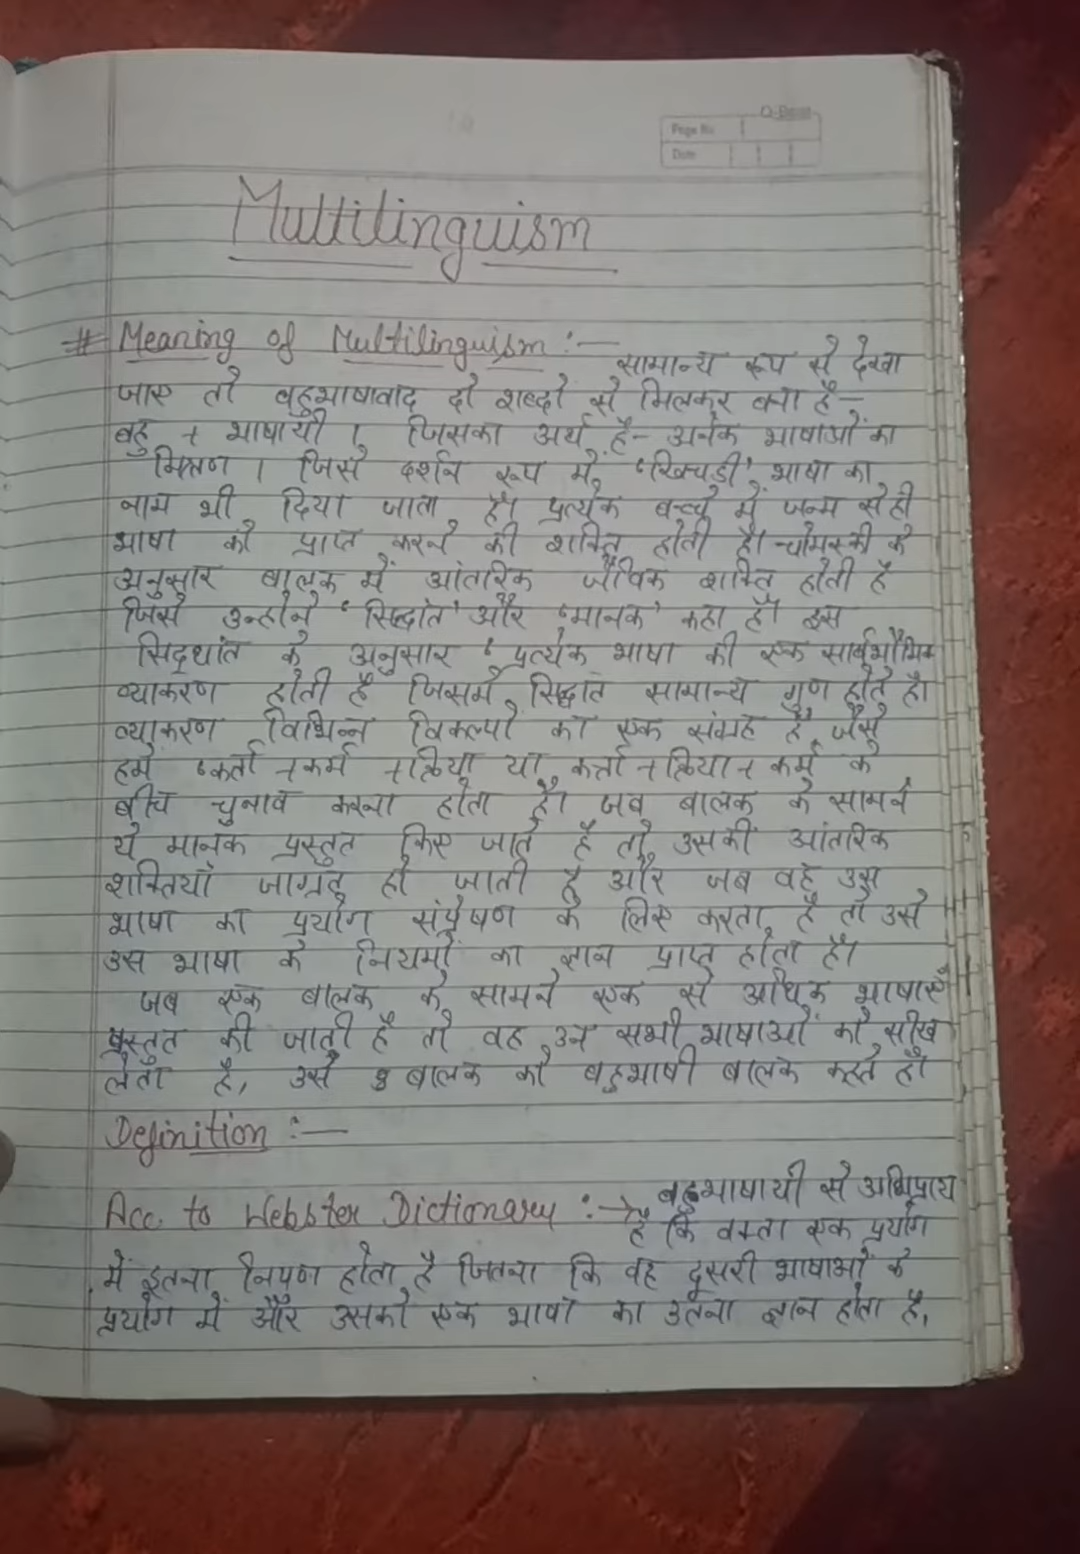 Q-Best
Page No
Date
Multilinguism
# Meaning of Multilinguism :—
सामान्य रूप से देखा
जाए तो बहुभाषावाद दो शब्दों से मिलकर बना है –
बहु + भाषायी । जिसका अर्थ है – अनेक भाषाओं का
मिश्रण । जिसे दर्शन रूप में 'खिचड़ी' भाषा का
नाम भी दिया जाता है। प्रत्येक बच्चे में जन्म से ही
भाषा को प्राप्त करने की शक्ति होती है। चोमस्की के
अनुसार बालक में आंतरिक जैविक शक्ति होती है
जिसे उन्होंने 'सिद्धांत' और 'मानक' कहा है। इस
सिद्धांत के अनुसार ' प्रत्येक भाषा की एक सार्वभौमिक
व्याकरण होती है जिसमें सिद्धांत सामान्य गुण होते है।
व्याकरण विभिन्न विकल्पों का एक संग्रह है, जैसे
हमें 'कर्ता + कर्म + क्रिया या कर्त्ता + क्रिया + कर्म के
बीच चुनाव करना होता है। जब बालक के सामने
ये मानक प्रस्तुत किए जाते है तो उसकी आंतरिक
शक्तियाँ जाग्रत हो जाती है और जब वह उस
भाषा का प्रयोग संप्रेषण के लिए करता है तो उसे
उस भाषा के नियमों का ज्ञान प्राप्त होता है।
जब एक बालक के सामने एक से अधिक भाषाएँ
प्रस्तुत की जाती है तो वह उन सभी भाषाओं को सीख
लेता है, उसे बालक को बहुभाषी बालक कहते है।
Definition :—
Acc. to Webster Dictionary :→ बहुभाषायी से अभिप्राय
है कि वक्ता एक प्रयोग
में इतना निपुण होता है जितना कि वह दूसरी भाषाओं के
प्रयोग में और उसको एक भाषा का उतना ज्ञान होता है,